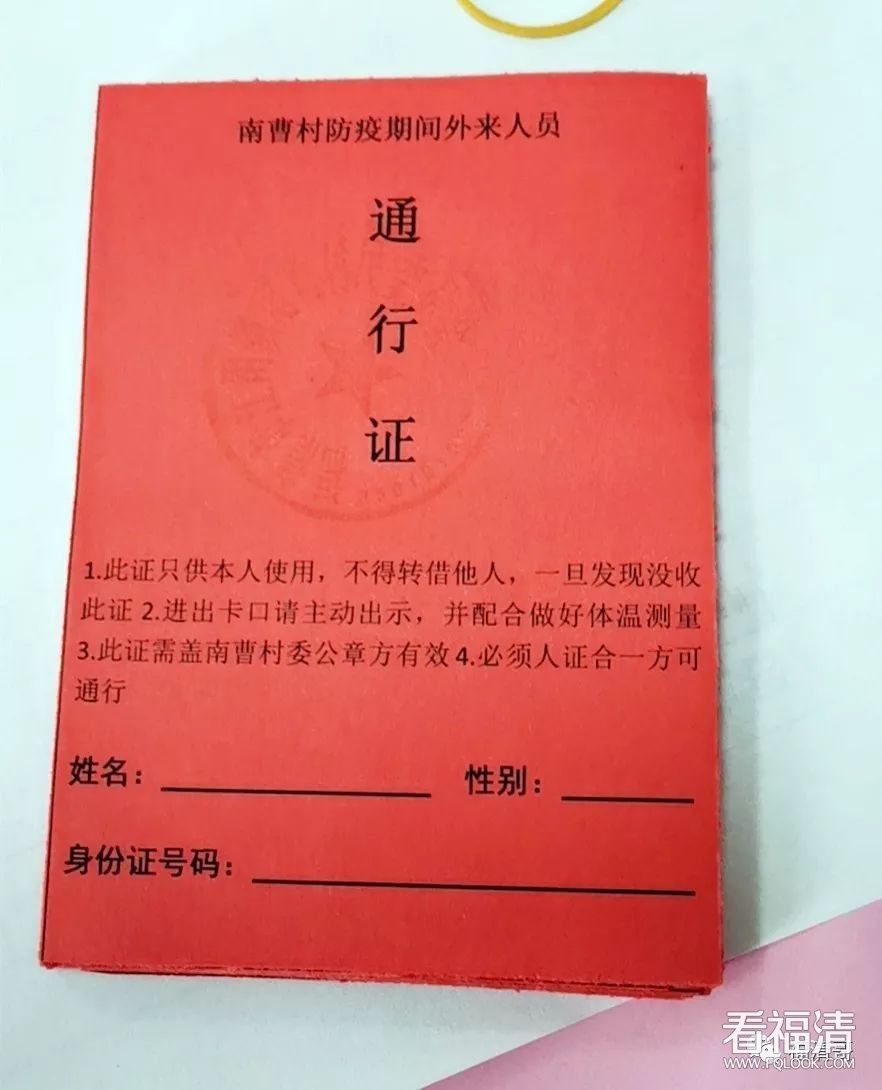 南曹村防疫期间外来人员
通
行
证
1.此证只供本人使用，不得转借他人，一旦发现没收
此证 2.进出卡口请主动出示，并配合做好体温测量
3.此证需盖南曹村委公章方有效 4.必须人证合一方可
通行
姓名：
性别：
身份证号码：
看福清
WWW.FQLOOK.COM